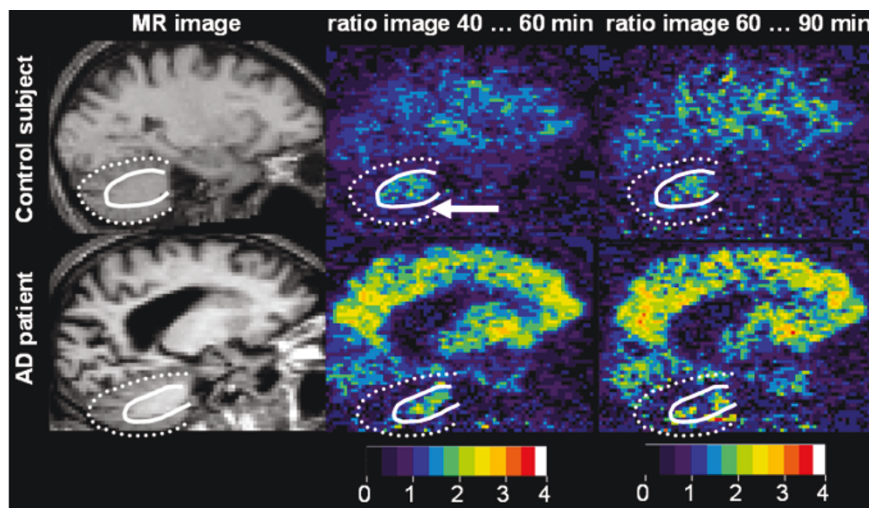 MR image
ratio image 40 ... 60 min
ratio image 60 ... 90 min
Control subject
AD patient
0 1 2 3 4
0 1 2 3 4